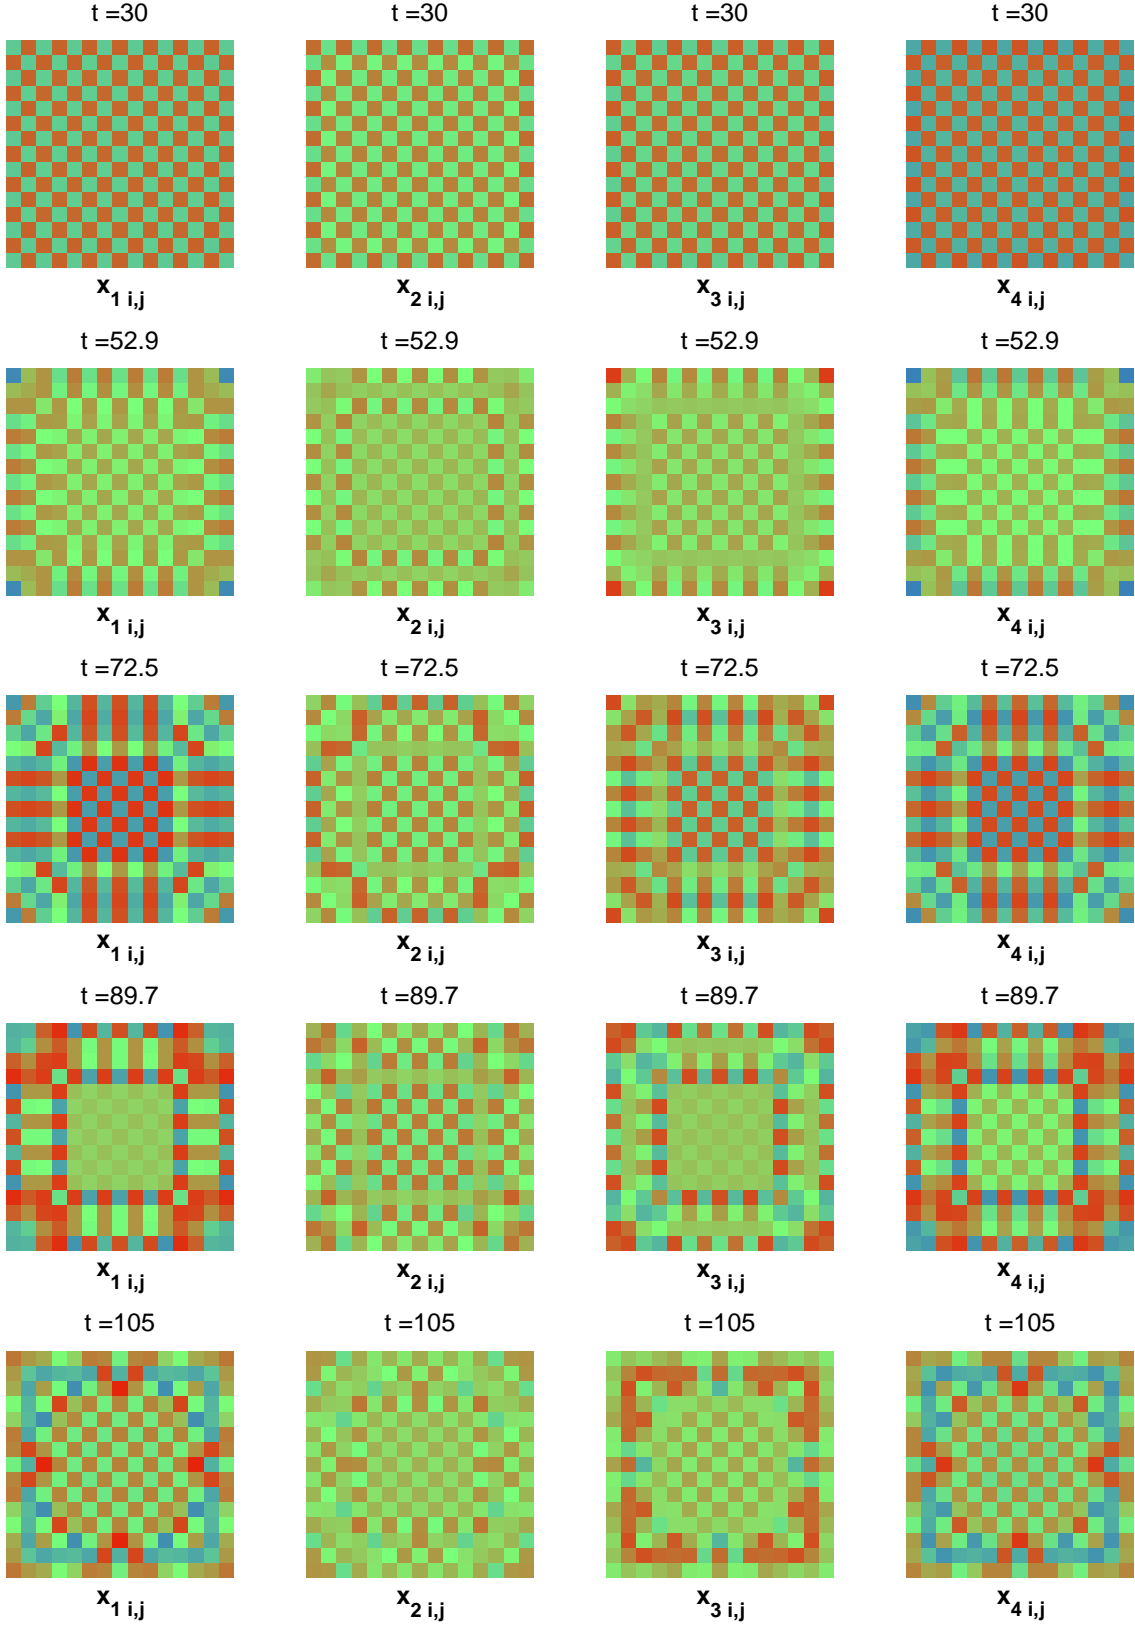 t =30 t =30 t =30 t =30
x1 i,j x2 i,j x3 i,j x4 i,j
t =52.9 t =52.9 t =52.9 t =52.9
x1 i,j x2 i,j x3 i,j x4 i,j
t =72.5 t =72.5 t =72.5 t =72.5
x1 i,j x2 i,j x3 i,j x4 i,j
t =89.7 t =89.7 t =89.7 t =89.7
x1 i,j x2 i,j x3 i,j x4 i,j
t =105 t =105 t =105 t =105
x1 i,j x2 i,j x3 i,j x4 i,j